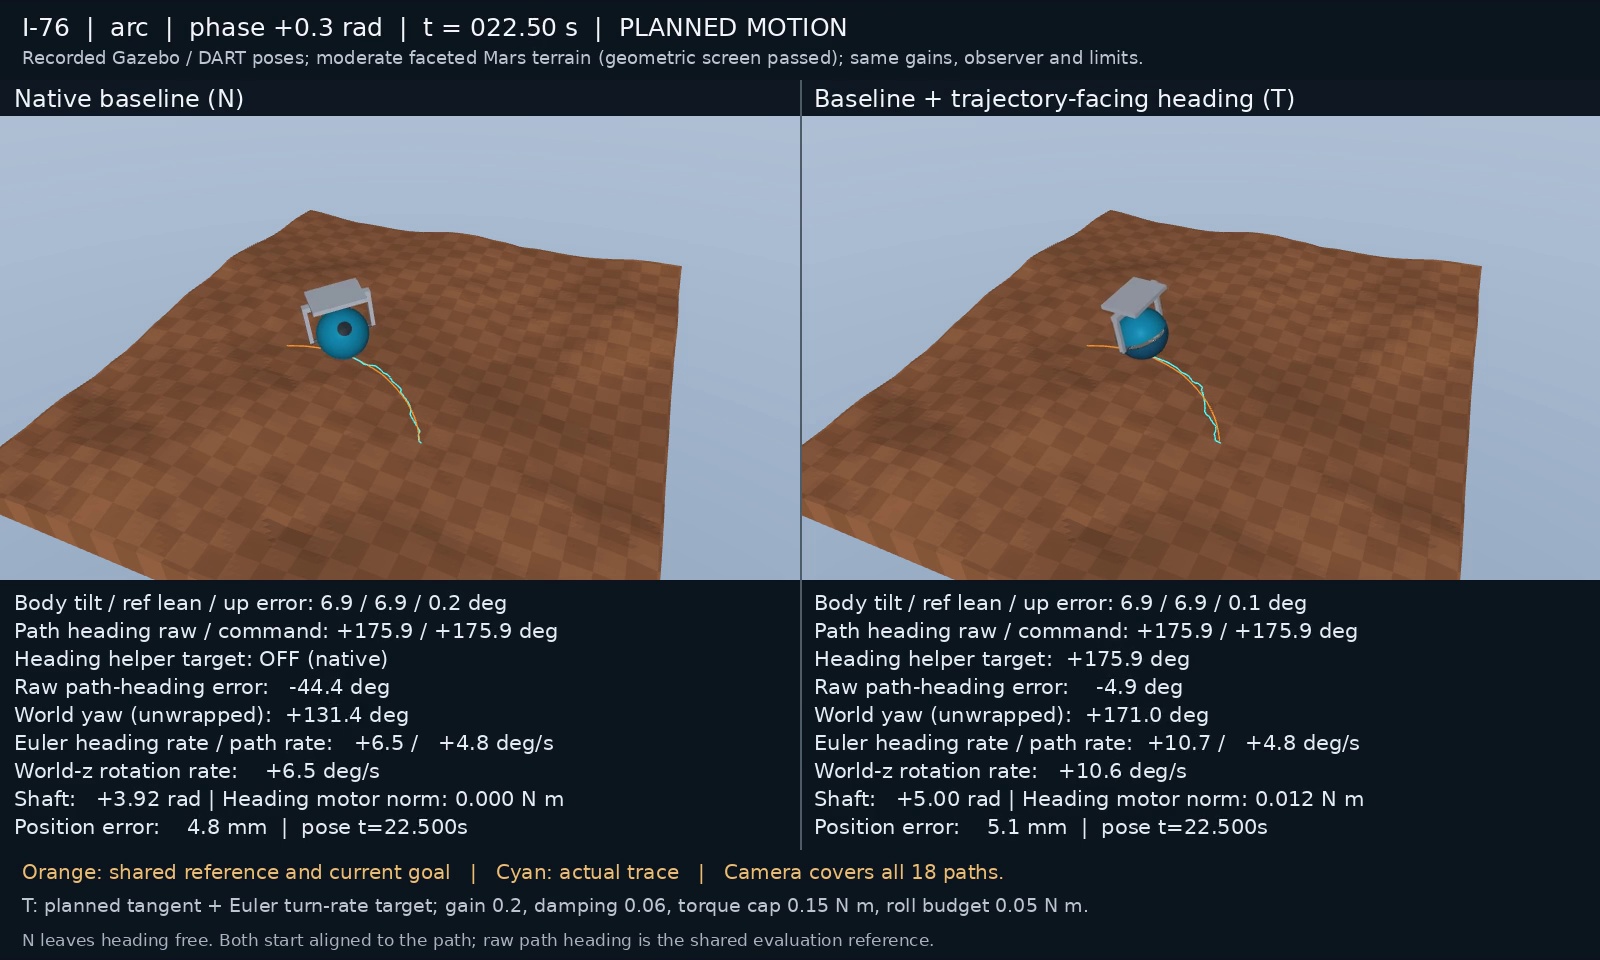 I-76 | arc | phase +0.3 rad | t = 022.50 s | PLANNED MOTION
Recorded Gazebo / DART poses; moderate faceted Mars terrain (geometric screen passed); same gains, observer and limits.
Native baseline (N)
Baseline + trajectory-facing heading (T)
Body tilt / ref lean / up error: 6.9 / 6.9 / 0.2 deg
Path heading raw / command: +175.9 / +175.9 deg
Heading helper target: OFF (native)
Raw path-heading error: -44.4 deg
World yaw (unwrapped): +131.4 deg
Euler heading rate / path rate: +6.5 / +4.8 deg/s
World-z rotation rate: +6.5 deg/s
Shaft: +3.92 rad | Heading motor norm: 0.000 N m
Position error: 4.8 mm | pose t=22.500s
Body tilt / ref lean / up error: 6.9 / 6.9 / 0.1 deg
Path heading raw / command: +175.9 / +175.9 deg
Heading helper target: +175.9 deg
Raw path-heading error: -4.9 deg
World yaw (unwrapped): +171.0 deg
Euler heading rate / path rate: +10.7 / +4.8 deg/s
World-z rotation rate: +10.6 deg/s
Shaft: +5.00 rad | Heading motor norm: 0.012 N m
Position error: 5.1 mm | pose t=22.500s
Orange: shared reference and current goal | Cyan: actual trace | Camera covers all 18 paths.
T: planned tangent + Euler turn-rate target; gain 0.2, damping 0.06, torque cap 0.15 N m, roll budget 0.05 N m.
N leaves heading free. Both start aligned to the path; raw path heading is the shared evaluation reference.